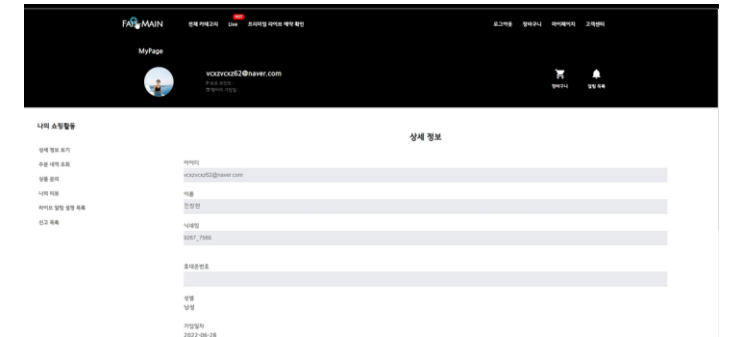 FAN MAIN
전체 카테고리 Live 프리미엄 라이브 예약 확인
로그아웃 장바구니 마이페이지 고객센터
MyPage
vcxzvcxz62@naver.com
장바구니 알림 목록
나의 쇼핑활동
상세 정보
상세 정보 보기
주문 내역 조회
상품 문의
나의 리뷰
라이브 알림 설정 목록
신고 목록
아이디
vcxzvcxz62@naver.com
이름
닉네임
휴대폰번호
성별
남성
가입일자
2022-06-28